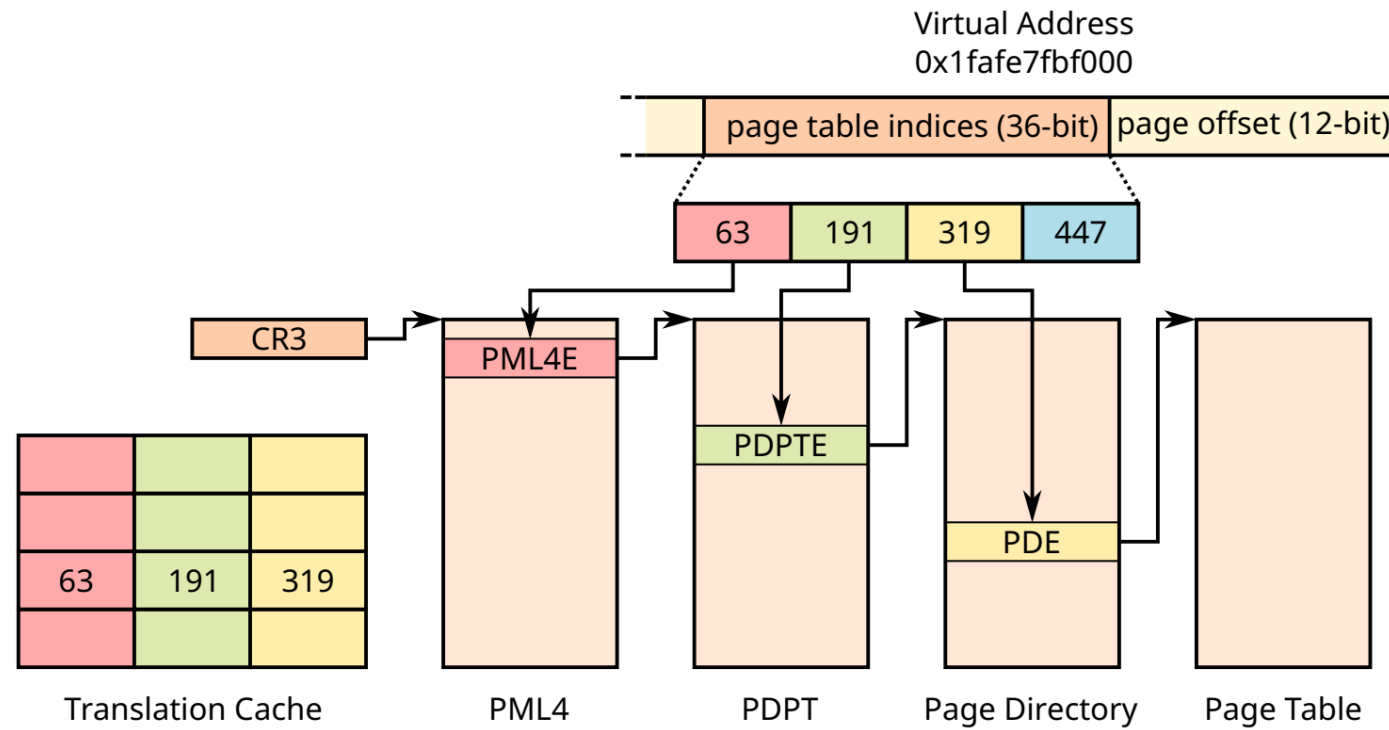 Virtual Address
0x1fafe7fbf000
page table indices (36-bit) page offset (12-bit)
63 191 319 447
CR3
PML4E
PDPTE
PDE
63 191 319
Translation Cache PML4 PDPT Page Directory Page Table